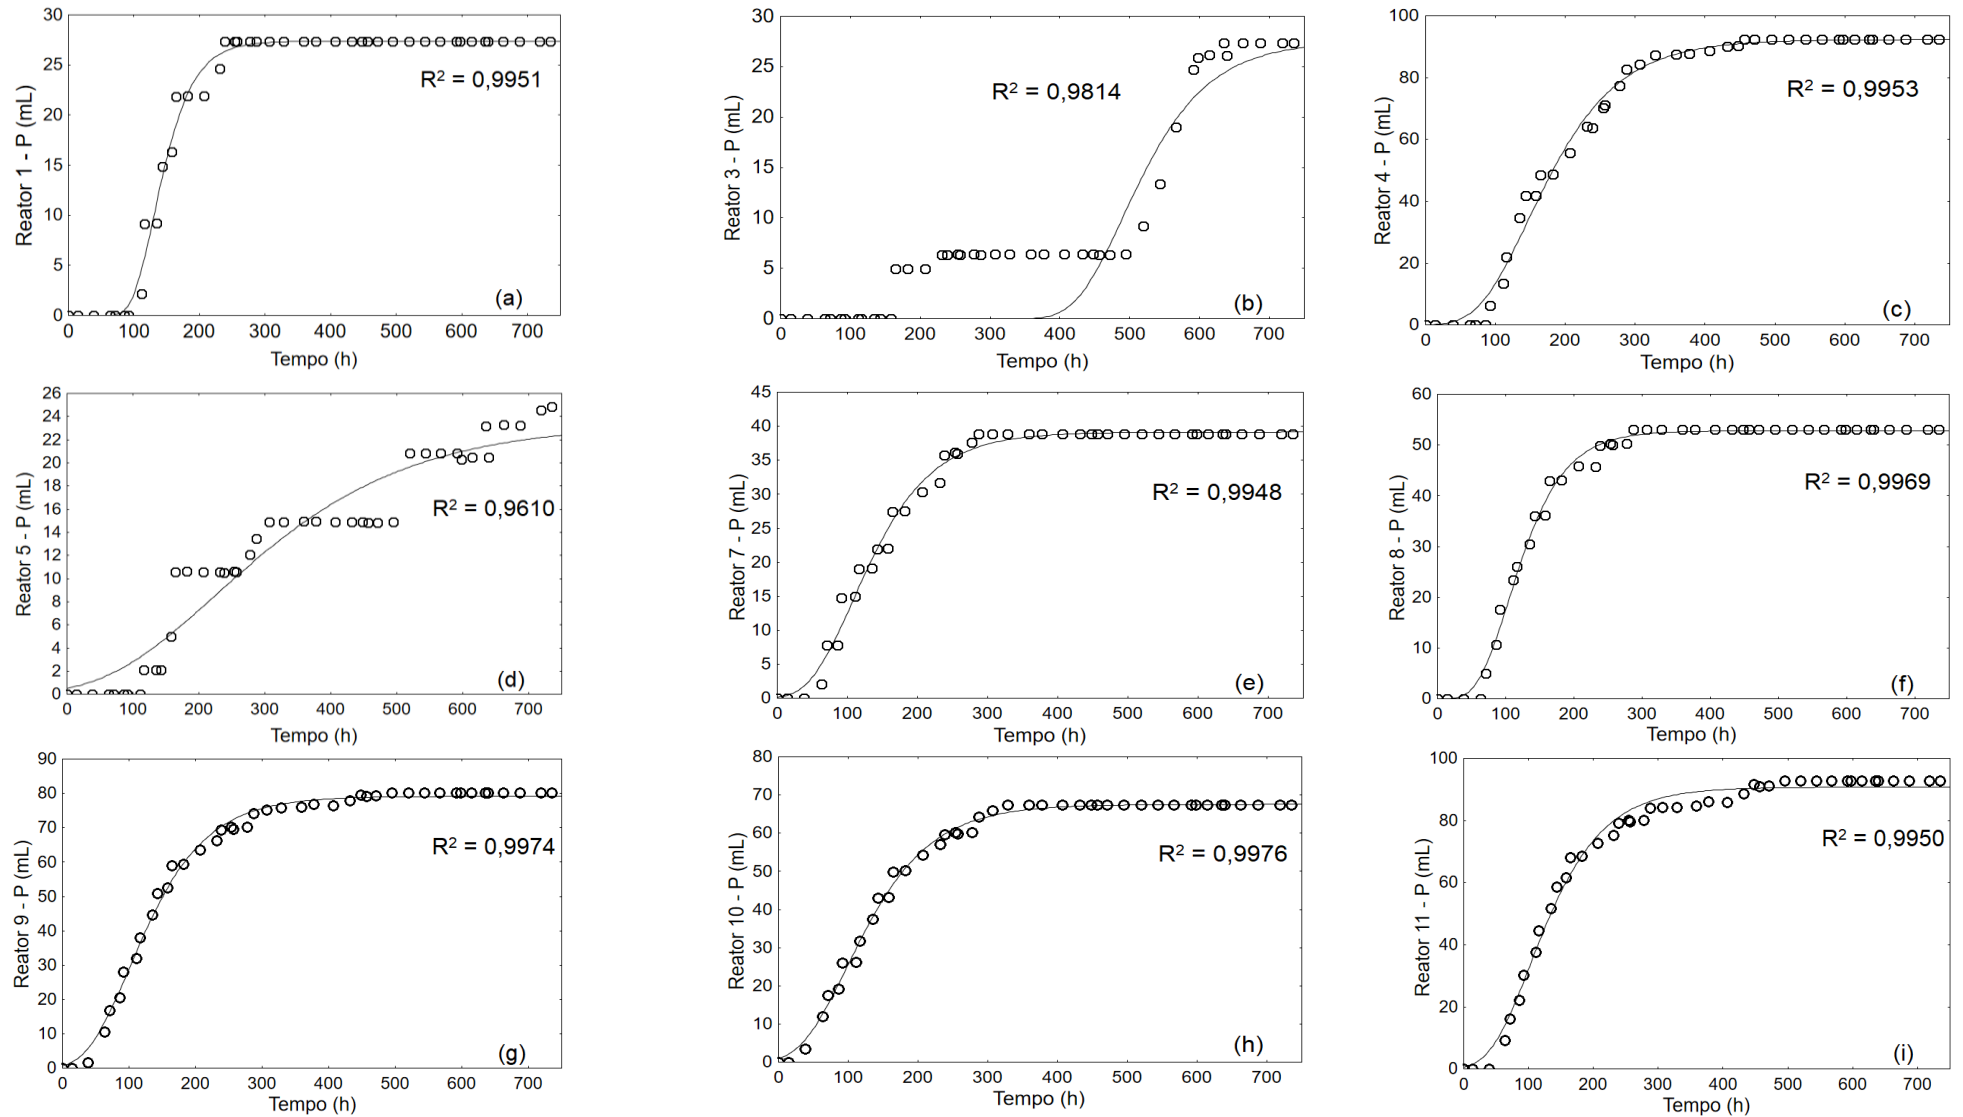 30
25
20
15
10
5
0
Reator 1 - P (mL)
R² = 0,9951
(a)
0 100 200 300 400 500 600 700
Tempo (h)
30
25
20
15
10
5
0
Reator 3 - P (mL)
R² = 0,9814
(b)
0 100 200 300 400 500 600 700
Tempo (h)
100
80
60
40
20
0
Reator 4 - P (mL)
R² = 0,9953
(c)
0 100 200 300 400 500 600 700
Tempo (h)
26
24
22
20
18
16
14
12
10
8
6
4
2
0
Reator 5 - P (mL)
R² = 0,9610
(d)
0 100 200 300 400 500 600 700
Tempo (h)
45
40
35
30
25
20
15
10
5
0
Reator 7 - P (mL)
R² = 0,9948
(e)
0 100 200 300 400 500 600 700
Tempo (h)
60
50
40
30
20
10
0
Reator 8 - P (mL)
R² = 0,9969
(f)
0 100 200 300 400 500 600 700
Tempo (h)
90
80
70
60
50
40
30
20
10
0
Reator 9 - P (mL)
R² = 0,9974
(g)
0 100 200 300 400 500 600 700
Tempo (h)
80
70
60
50
40
30
20
10
0
Reator 10 - P (mL)
R² = 0,9976
(h)
0 100 200 300 400 500 600 700
Tempo (h)
100
80
60
40
20
0
Reator 11 - P (mL)
R² = 0,9950
(i)
0 100 200 300 400 500 600 700
Tempo (h)